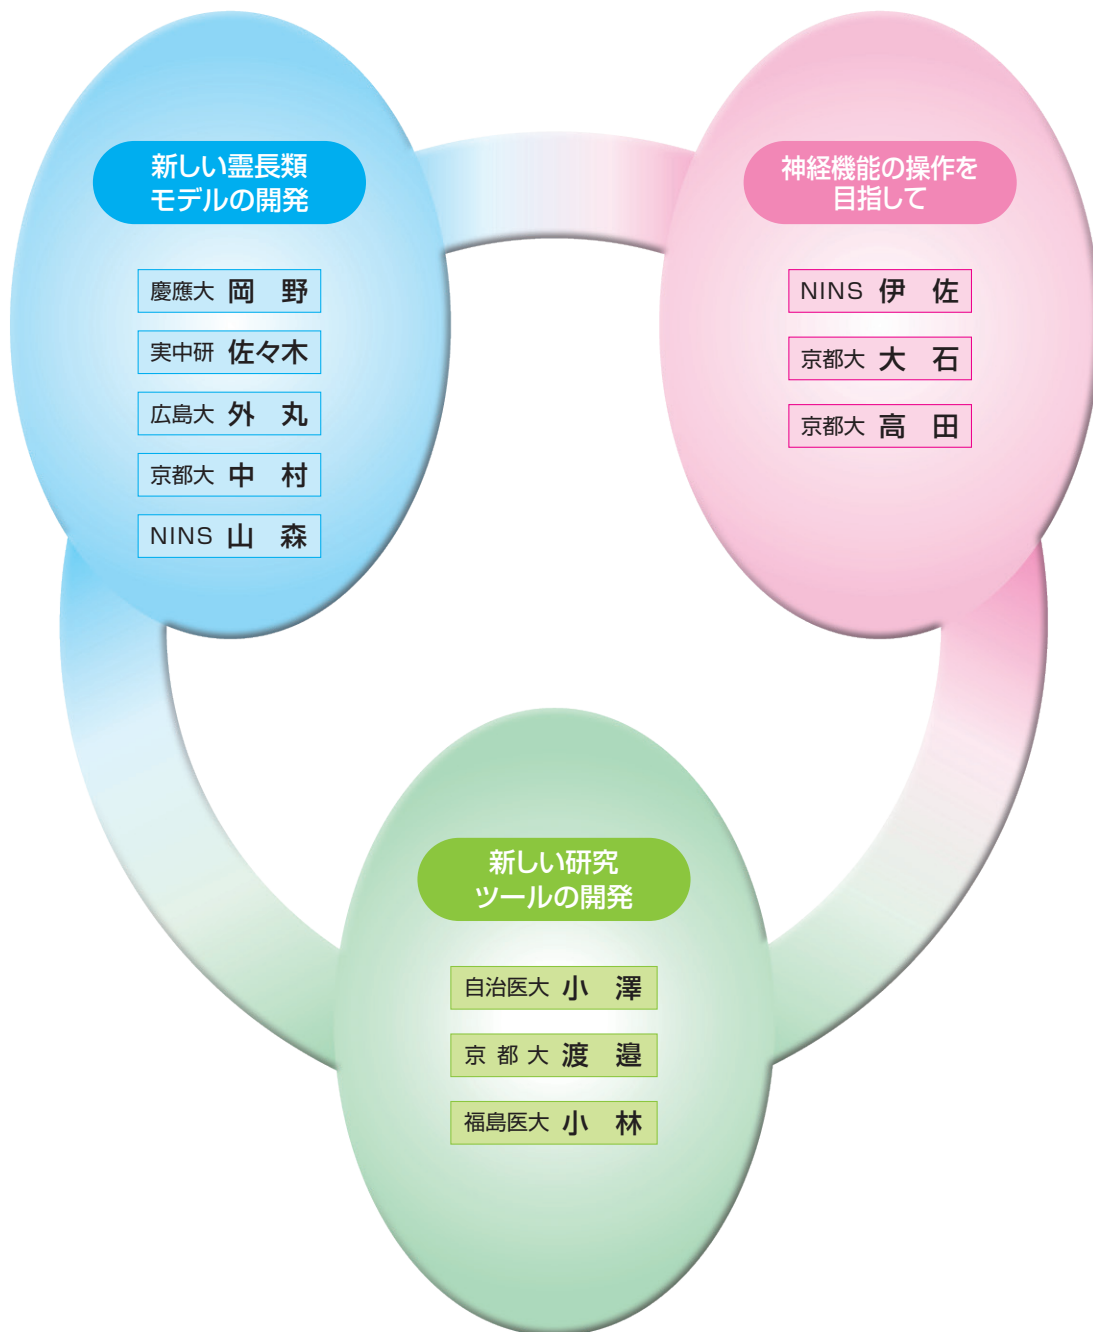 新しい霊長類
モデルの開発
慶應大 岡　野
実中研 佐々木
広島大 外　丸
京都大 中　村
NINS 山　森
神経機能の操作を
目指して
NINS 伊　佐
京都大 大　石
京都大 高　田
新しい研究
ツールの開発
自治医大 小　澤
京 都 大 渡　邉
福島医大 小　林